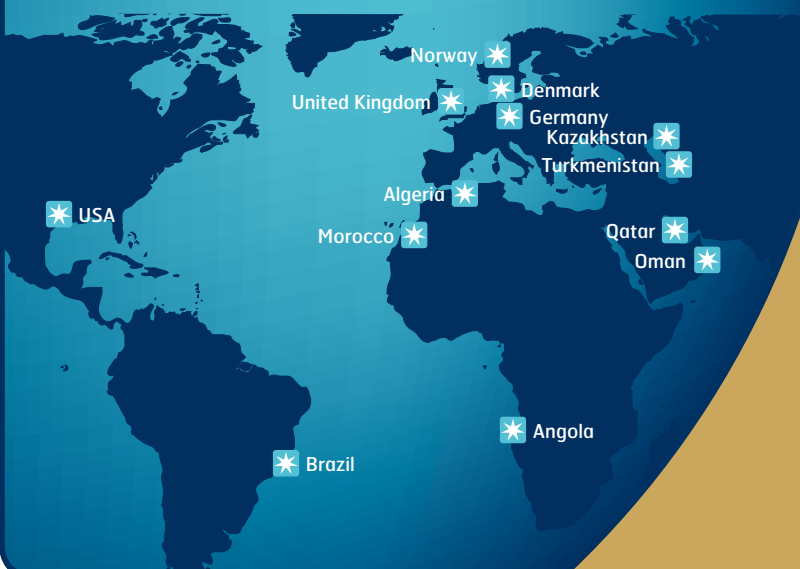 Norway
Denmark
United Kingdom
Germany
Kazakhstan
Turkmenistan
Algeria
USA
Morocco
Qatar
Oman
Angola
Brazil